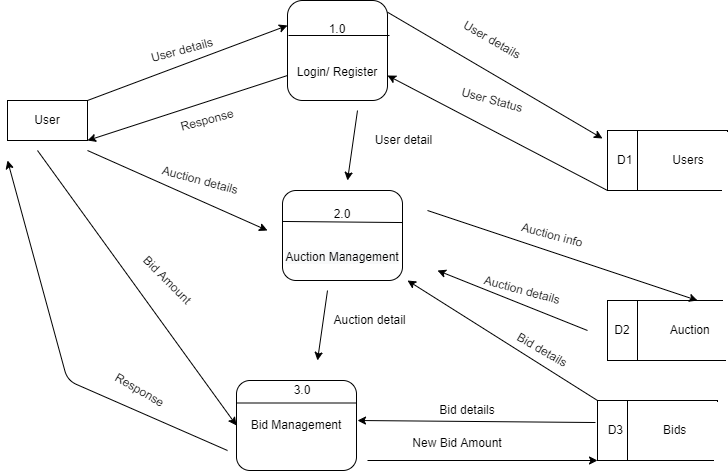 1.0
Login/ Register
User details
User details
User Status
Response
User
User detail
D1
Users
Auction details
2.0
Auction Management
Auction info
Auction details
Bid Amount
Auction detail
D2
Auction
Bid details
3.0
Bid Management
Response
Bid details
New Bid Amount
D3
Bids